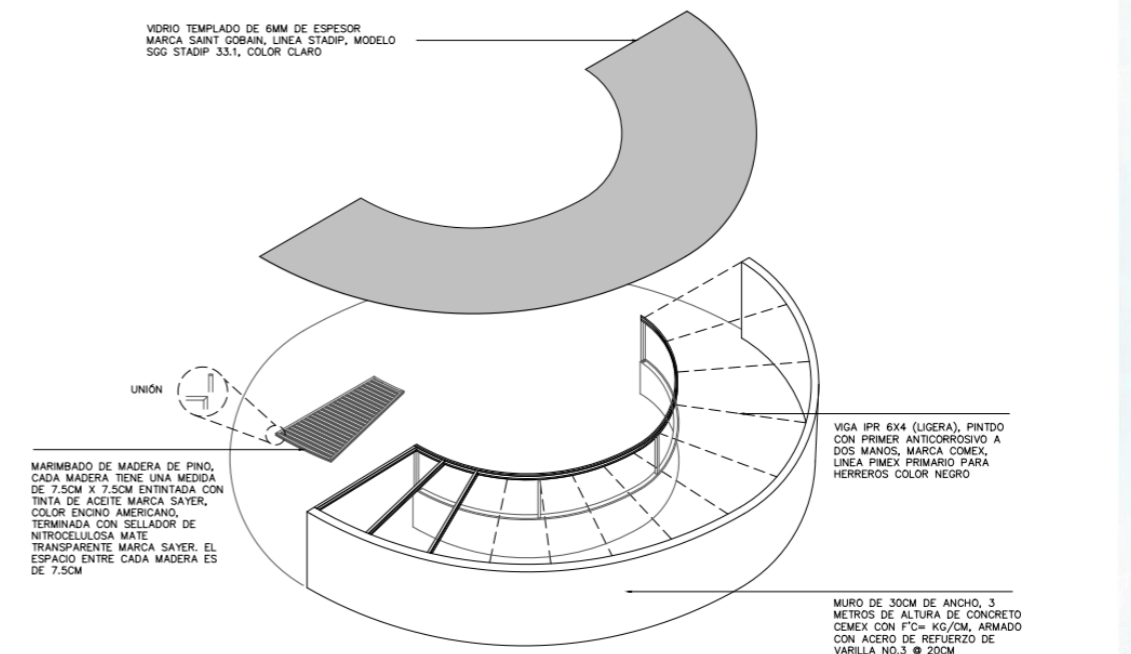 VIDRIO TEMPLADO DE 6MM DE ESPESOR
MARCA SAINT GOBAIN, LINEA STADIP, MODELO
SGG STADIP 33.1, COLOR CLARO
UNIÓN
MARIMBADO DE MADERA DE PINO,
CADA MADERA TIENE UNA MEDIDA
DE 7.5CM X 7.5CM ENTINTADA CON
TINTA DE ACEITE MARCA SAYER,
COLOR ENCINO AMERICANO,
TERMINADA CON SELLADOR DE
NITROCELULOSA MATE
TRANSPARENTE MARCA SAYER. EL
ESPACIO ENTRE CADA MADERA ES
DE 7.5CM
VIGA IPR 6X4 (LIGERA), PINTDO
CON PRIMER ANTICORROSIVO A
DOS MANOS, MARCA COMEX,
LINEA PIMEX PRIMARIO PARA
HERREROS COLOR NEGRO
MURO DE 30CM DE ANCHO, 3
METROS DE ALTURA DE CONCRETO
CEMEX CON F'C= KG/CM, ARMADO
CON ACERO DE REFUERZO DE
VARILLA NO.3 @ 20CM